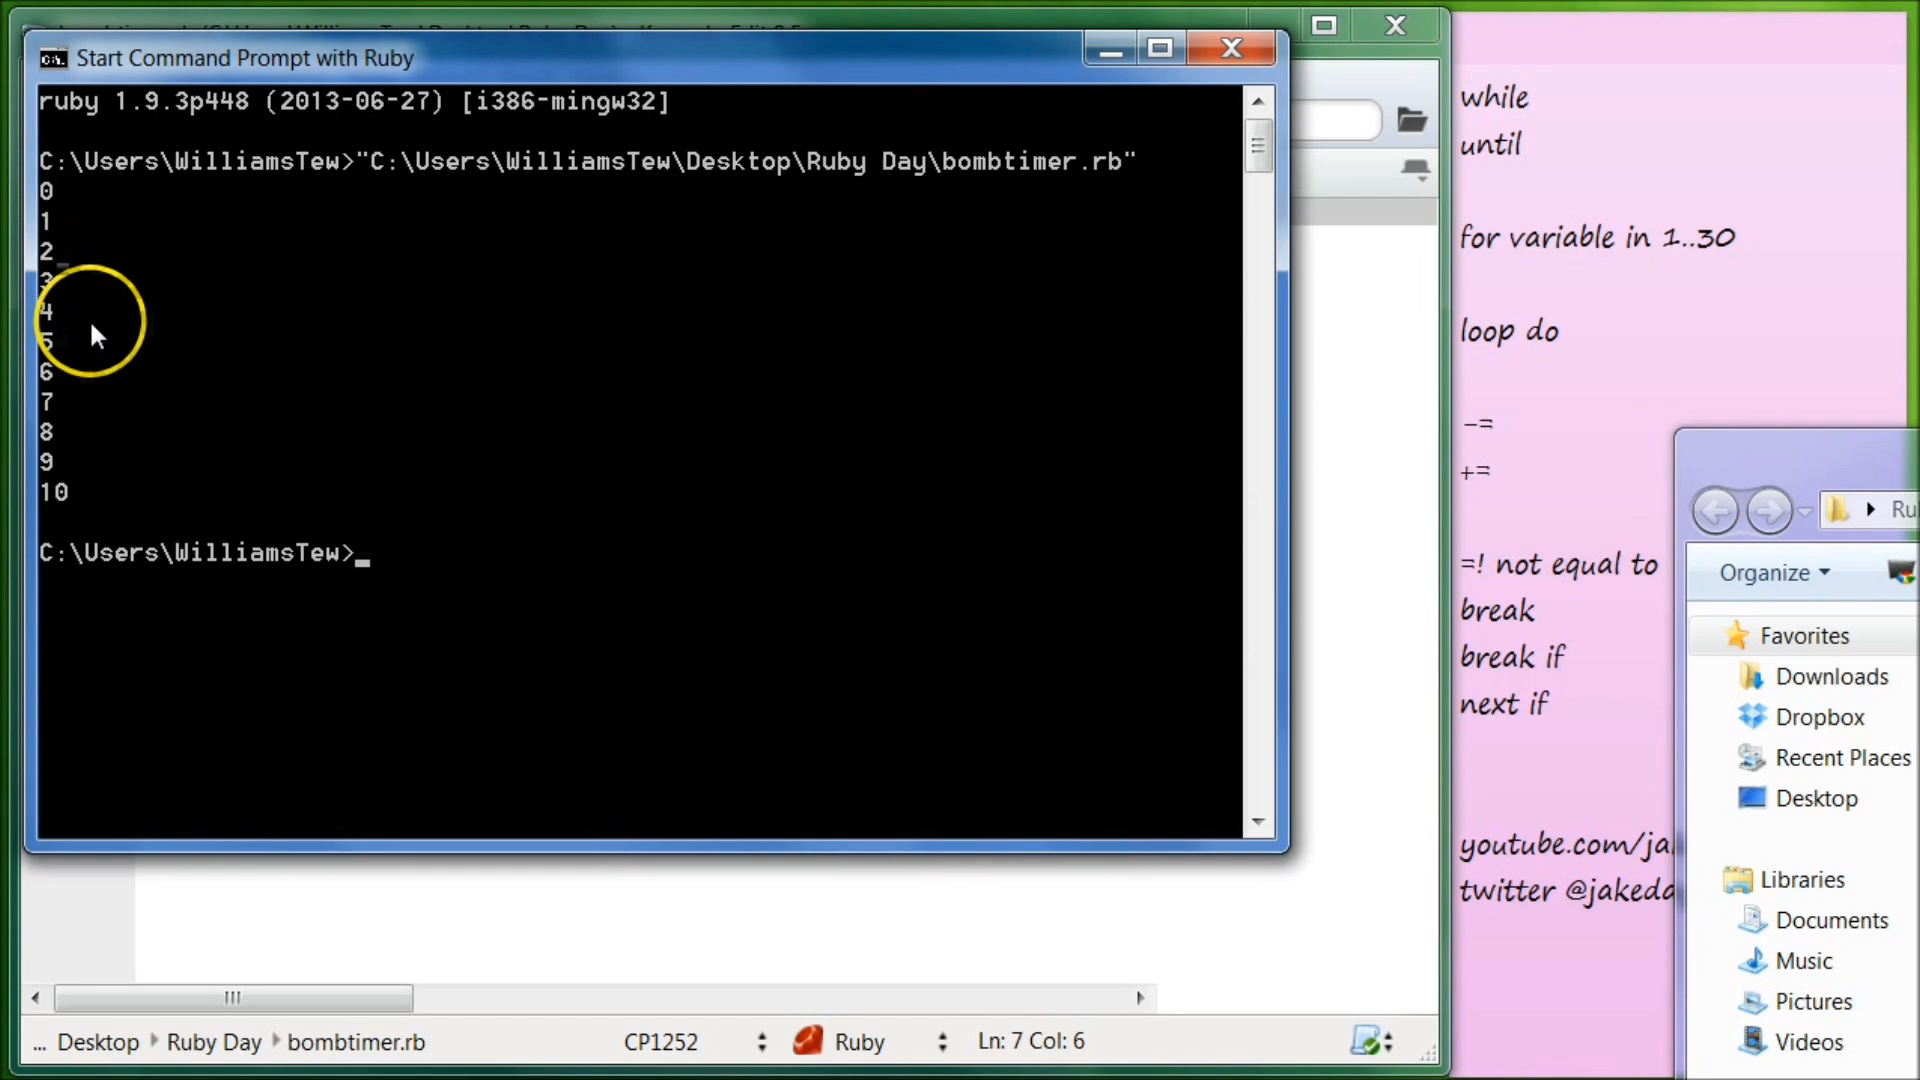 Start Command Prompt with Ruby
ruby 1.9.3p448 (2013-06-27) [i386-mingw32]
C:\Users\WilliamsTew>"C:\Users\WilliamsTew\Desktop\Ruby Day\bombtimer.rb"
0
1
2
3
4
5
6
7
8
9
10
C:\Users\WilliamsTew>_
... Desktop Ruby Day bombtimer.rb CP1252 Ruby Ln: 7 Col: 6
while
until
for variable in 1..30
loop do
-=
+=
=! not equal to
break
break if
next if
youtube.com/ja
twitter @jakeda
Ru
Organize
Favorites
Downloads
Dropbox
Recent Places
Desktop
Libraries
Documents
Music
Pictures
Videos